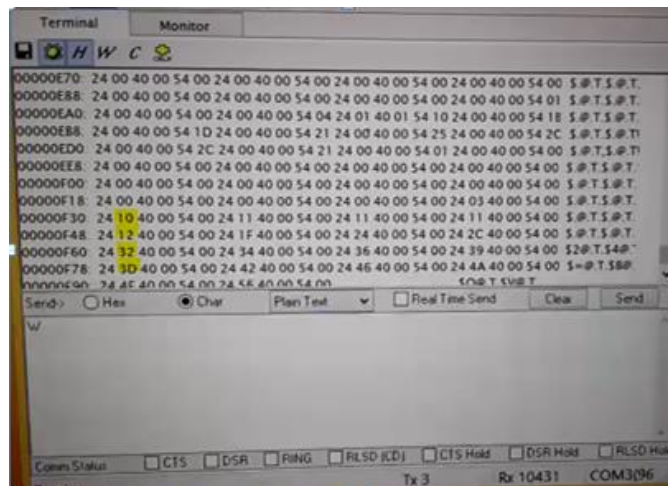 Terminal Monitor
H W C
00000E70: 24 00 40 00 54 00 24 00 40 00 54 00 24 00 40 00 54 00 24 00 40 00 54 00 $.@.T.$.@.T.
00000E88: 24 00 40 00 54 00 24 00 40 00 54 00 24 00 40 00 54 00 24 00 40 00 54 01 $.@.T.$.@.T.
00000EA0: 24 00 40 00 54 00 24 00 40 00 54 04 24 01 40 01 54 10 24 00 40 00 54 18 $.@.T.$.@.T.
00000EB8: 24 00 40 00 54 1D 24 00 40 00 54 21 24 00 40 00 54 25 24 00 40 00 54 2C $.@.T.$.@.T!
00000ED0: 24 00 40 00 54 2C 24 00 40 00 54 21 24 00 40 00 54 01 24 00 40 00 54 00 $.@.T,$.@.T!
00000EE8: 24 00 40 00 54 00 24 00 40 00 54 00 24 00 40 00 54 00 24 00 40 00 54 00 $.@.T.$.@.T.
00000F00: 24 00 40 00 54 00 24 00 40 00 54 00 24 00 40 00 54 00 24 00 40 00 54 00 $.@.T.$.@.T.
00000F18: 24 00 40 00 54 00 24 00 40 00 54 00 24 00 40 00 54 00 24 03 40 00 54 00 $.@.T.$.@.T.
00000F30: 24 10 40 00 54 00 24 11 40 00 54 00 24 11 40 00 54 00 24 11 40 00 54 00 $.@.T.$.@.T.
00000F48: 24 12 40 00 54 00 24 1F 40 00 54 00 24 24 40 00 54 00 24 2C 40 00 54 00 $.@.T.$.@.T.
00000F60: 24 32 40 00 54 00 24 34 40 00 54 00 24 36 40 00 54 00 24 39 40 00 54 00 $2@.T.$4@.
00000F78: 24 3D 40 00 54 00 24 42 40 00 54 00 24 46 40 00 54 00 24 4A 40 00 54 00 $=@.T.$B@.
00000F90: 24 4F 40 00 54 00 24 56 40 00 54 00 $O@.T.$V@.T
Send-> Hex Char Plain Text Real Time Send Clear Send
W
Comm Status CTS DSR RING RLSD (CD) CTS Hold DSR Hold RLSD
Tx 3 Rx 10431 COM3(96